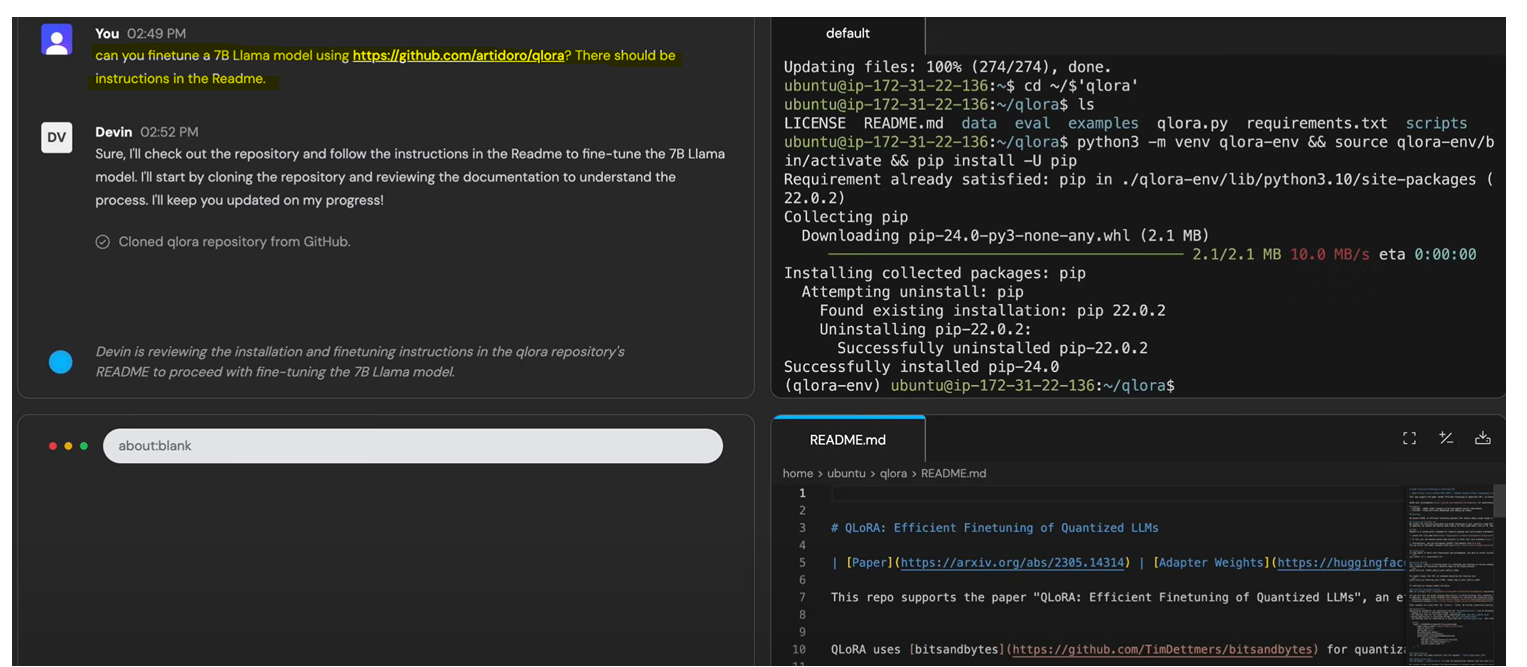 You 02:49 PM
can you finetune a 7B Llama model using https://github.com/artidoro/qlora? There should be
instructions in the Readme.
DV
Devin 02:52 PM
Sure, I'll check out the repository and follow the instructions in the Readme to fine-tune the 7B Llama
model. I'll start by cloning the repository and reviewing the documentation to understand the
process. I'll keep you updated on my progress!
Cloned qlora repository from GitHub.
Devin is reviewing the installation and finetuning instructions in the qlora repository's
README to proceed with fine-tuning the 7B Llama model.
default
Updating files: 100% (274/274), done.
ubuntu@ip-172-31-22-136:~$ cd ~/$'qlora'
ubuntu@ip-172-31-22-136:~/qlora$ ls
LICENSE README.md data eval examples qlora.py requirements.txt scripts
ubuntu@ip-172-31-22-136:~/qlora$ python3 -m venv qlora-env && source qlora-env/b
in/activate && pip install -U pip
Requirement already satisfied: pip in ./qlora-env/lib/python3.10/site-packages (
22.0.2)
Collecting pip
Downloading pip-24.0-py3-none-any.whl (2.1 MB)
2.1/2.1 MB 10.0 MB/s eta 0:00:00
Installing collected packages: pip
Attempting uninstall: pip
Found existing installation: pip 22.0.2
Uninstalling pip-22.0.2:
Successfully uninstalled pip-22.0.2
Successfully installed pip-24.0
(qlora-env) ubuntu@ip-172-31-22-136:~/qlora$
about:blank
README.md
home > ubuntu > qlora > README.md
1
2
3 # QLoRA: Efficient Finetuning of Quantized LLMs
4
5 | [Paper](https://arxiv.org/abs/2305.14314) | [Adapter Weights](https://huggingfac
6
7 This repo supports the paper "QLoRA: Efficient Finetuning of Quantized LLMs", an e
8
9
10 QLoRA uses [bitsandbytes](https://github.com/TimDettmers/bitsandbytes) for quantiz
11